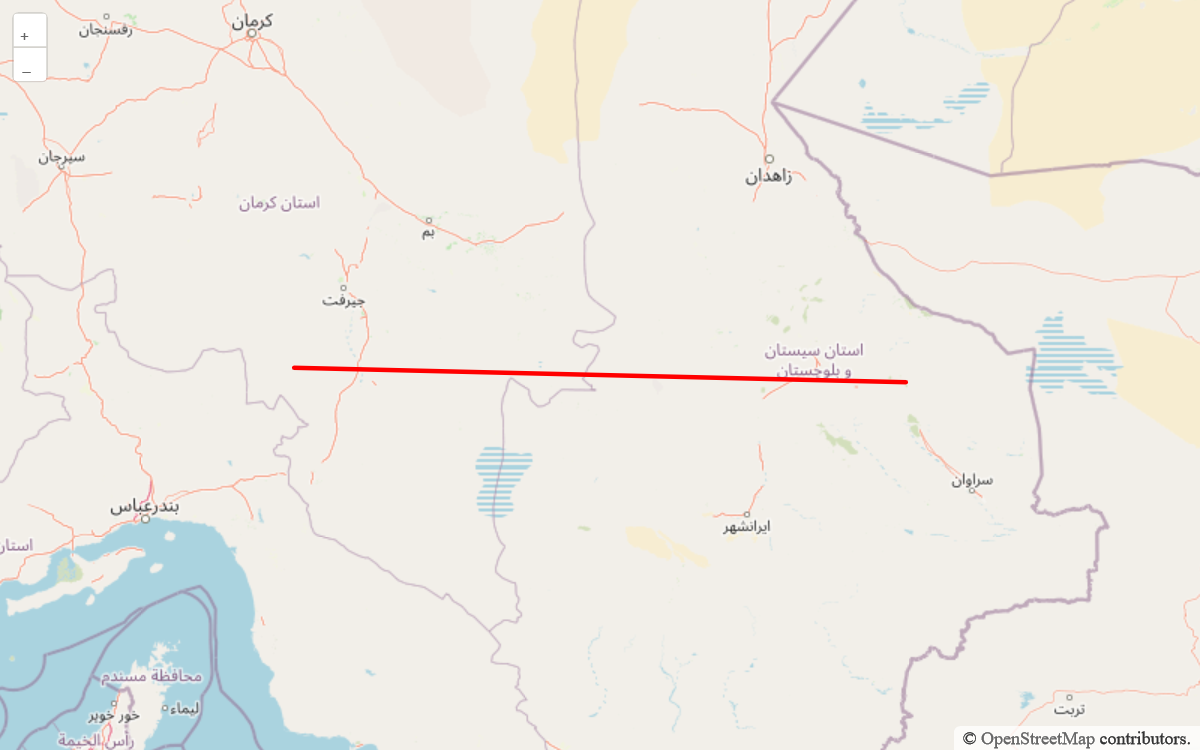 +
–
کرمان
رفسنجان
سیرجان
زاهدان
استان کرمان
بم
جیرفت
استان سیستان
و بلوچستان
سراوان
بندرعباس
ایرانشهر
استان
محافظة مسندم
خور خوير
ليماء
تربت
رأس الخيمة
© OpenStreetMap contributors.